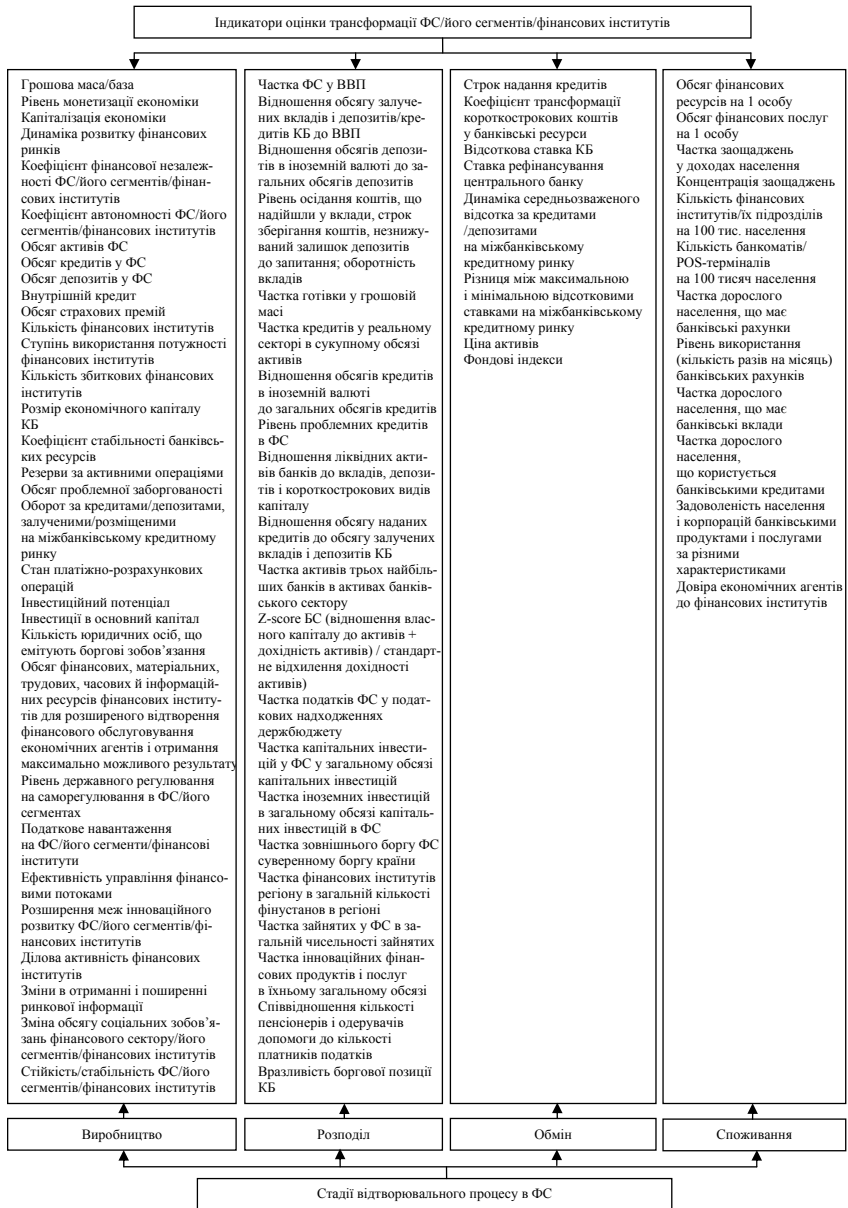 Індикатори оцінки трансформації ФС/його сегментів/фінансових інститутів
Грошова маса/база
Рівень монетизації економіки
Капіталізація економіки
Динаміка розвитку фінансових
ринків
Коефіцієнт фінансової незалеж-
ності ФС/його сегментів/фінан-
сових інститутів
Коефіцієнт автономності ФС/його
сегментів/фінансових інститутів
Обсяг активів ФС
Обсяг кредитів у ФС
Обсяг депозитів у ФС
Внутрішній кредит
Обсяг страхових премій
Кількість фінансових інститутів
Ступінь використання потужності
фінансових інститутів
Кількість збиткових фінансових
інститутів
Розмір економічного капіталу
КБ
Коефіцієнт стабільності банківсь-
ких ресурсів
Резерви за активними операціями
Обсяг проблемної заборгованості
Оборот за кредитами/депозитами,
залученими/розміщеними
на міжбанківському кредитному
ринку
Стан платіжно-розрахункових
операцій
Інвестиційний потенціал
Інвестиції в основний капітал
Кількість юридичних осіб, що
емітують боргові зобов’язання
Обсяг фінансових, матеріальних,
трудових, часових й інформацій-
них ресурсів фінансових інститу-
тів для розширеного відтворення
фінансового обслуговування
економічних агентів і отримання
максимально можливого результату
Рівень державного регулювання
на саморегулювання в ФС/його
сегментах
Податкове навантаження
на ФС/його сегменти/фінансові
інститути
Ефективність управління фінансо-
вими потоками
Розширення меж інноваційного
розвитку ФС/його сегментів/фі-
нансових інститутів
Ділова активність фінансових
інститутів
Зміни в отриманні і поширенні
ринкової інформації
Зміна обсягу соціальних зобов’я-
зань фінансового сектору/його
сегментів/фінансових інститутів
Стійкість/стабільність ФС/його
сегментів/фінансових інститутів
Частка ФС у ВВП
Відношення обсягу залуче-
них вкладів і депозитів/кре-
дитів КБ до ВВП
Відношення обсягів депози-
тів в іноземній валюті до за-
гальних обсягів депозитів
Рівень осідання коштів, що
надійшли у вклади, строк
зберігання коштів, незнижу-
ваний залишок депозитів
до запитання; оборотність
вкладів
Частка готівки у грошовій
масі
Частка кредитів у реальному
секторі в сукупному обсязі
активів
Відношення обсягів кредитів
в іноземній валюті
до загальних обсягів кредитів
Рівень проблемних кредитів
в ФС
Відношення ліквідних акти-
вів банків до вкладів, депози-
тів і короткострокових видів
капіталу
Відношення обсягу наданих
кредитів до обсягу залучених
вкладів і депозитів КБ
Частка активів трьох найбіль-
ших банків в активах банків-
ського сектору
Z-score БС (відношення влас-
ного капіталу до активів +
дохідність активів) / стандарт-
не відхилення дохідності
активів)
Частка податків ФС у подат-
кових надходженнях
держбюджету
Частка капітальних інвести-
цій у ФС у загальному обсязі
капітальних інвестицій
Частка іноземних інвестицій
в загальному обсязі капіталь-
них інвестицій в ФС
Частка зовнішнього боргу ФС
суверенному боргу країни
Частка фінансових інститутів
регіону в загальній кількості
фінустанов в регіоні
Частка зайнятих у ФС в за-
гальній чисельності зайнятих
Частка інноваційних фінан-
сових продуктів і послуг
в їхньому загальному обсязі
Співвідношення кількості
пенсіонерів і одерувачів
допомоги до кількості
платників податків
Вразливість боргової позиції
КБ
Строк надання кредитів
Коефіцієнт трансформації
короткострокових коштів
у банківські ресурси
Відсоткова ставка КБ
Ставка рефінансування
центрального банку
Динаміка середньозваженого
відсотка за кредитами
/депозитами
на міжбанківському
кредитному ринку
Різниця між максимальною
і мінімальною відсотковими
ставками на міжбанківському
кредитному ринку
Ціна активів
Фондові індекси
Обсяг фінансових
ресурсів на 1 особу
Обсяг фінансових послуг
на 1 особу
Частка заощаджень
у доходах населення
Концентрація заощаджень
Кількість фінансових
інститутів/їх підрозділів
на 100 тис. населення
Кількість банкоматів/
POS-терміналів
на 100 тисяч населення
Частка дорослого
населення, що має
банківські рахунки
Рівень використання
(кількість разів на місяць)
банківських рахунків
Частка дорослого
населення, що має
банківські вклади
Частка дорослого
населення,
що користується
банківськими кредитами
Задоволеність населення
і корпорацій банківськими
продуктами і послугами
за різними
характеристиками
Довіра економічних агентів
до фінансових інститутів
Виробництво
Розподіл
Обмін
Споживання
Стадії відтворювального процесу в ФС